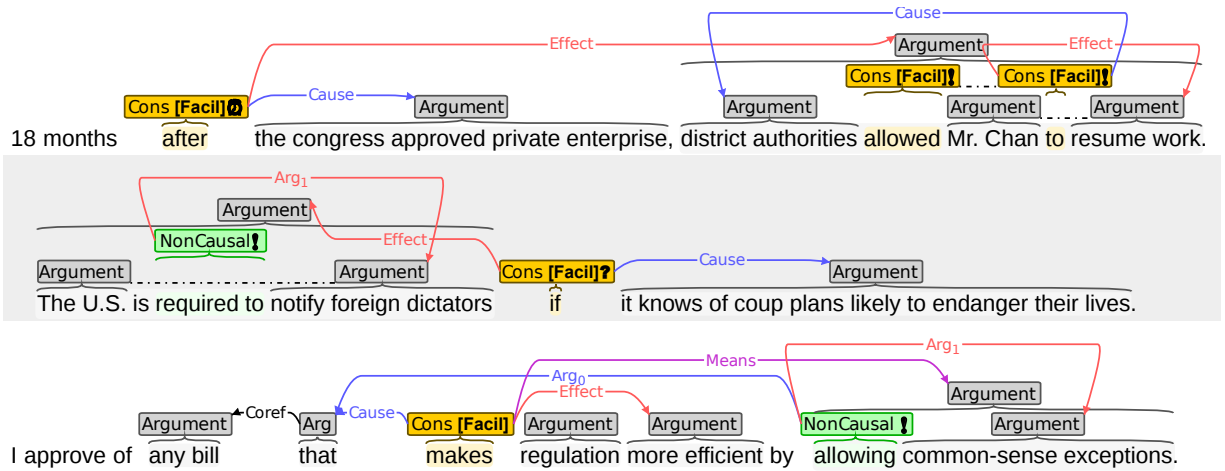 Cause
Effect Argument Effect
Cons [Facil] Cause Argument Argument Cons [Facil]! Cons [Facil]! Argument Argument
18 months after the congress approved private enterprise, district authorities allowed Mr. Chan to resume work.
Arg1
Argument
NonCausal! Effect
Argument Argument Cons [Facil]? Cause Argument
The U.S. is required to notify foreign dictators if it knows of coup plans likely to endanger their lives.
Means Arg1
Arg0
Effect Argument
Argument Coref Arg Cause Cons [Facil] Argument Argument NonCausal ! Argument
I approve of any bill that makes regulation more efficient by allowing common-sense exceptions.